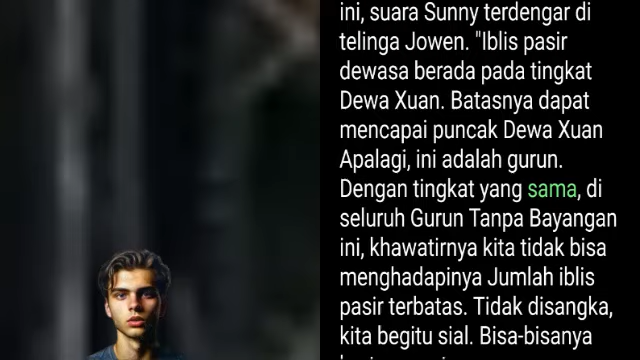 ini, suara Sunny terdengar di
telinga Jowen. "Iblis pasir
dewasa berada pada tingkat
Dewa Xuan. Batasnya dapat
mencapai puncak Dewa Xuan
Apalagi, ini adalah gurun.
Dengan tingkat yang sama, di
seluruh Gurun Tanpa Bayangan
ini, khawatirnya kita tidak bisa
menghadapinya Jumlah iblis
pasir terbatas. Tidak disangka,
kita begitu sial. Bisa-bisanya